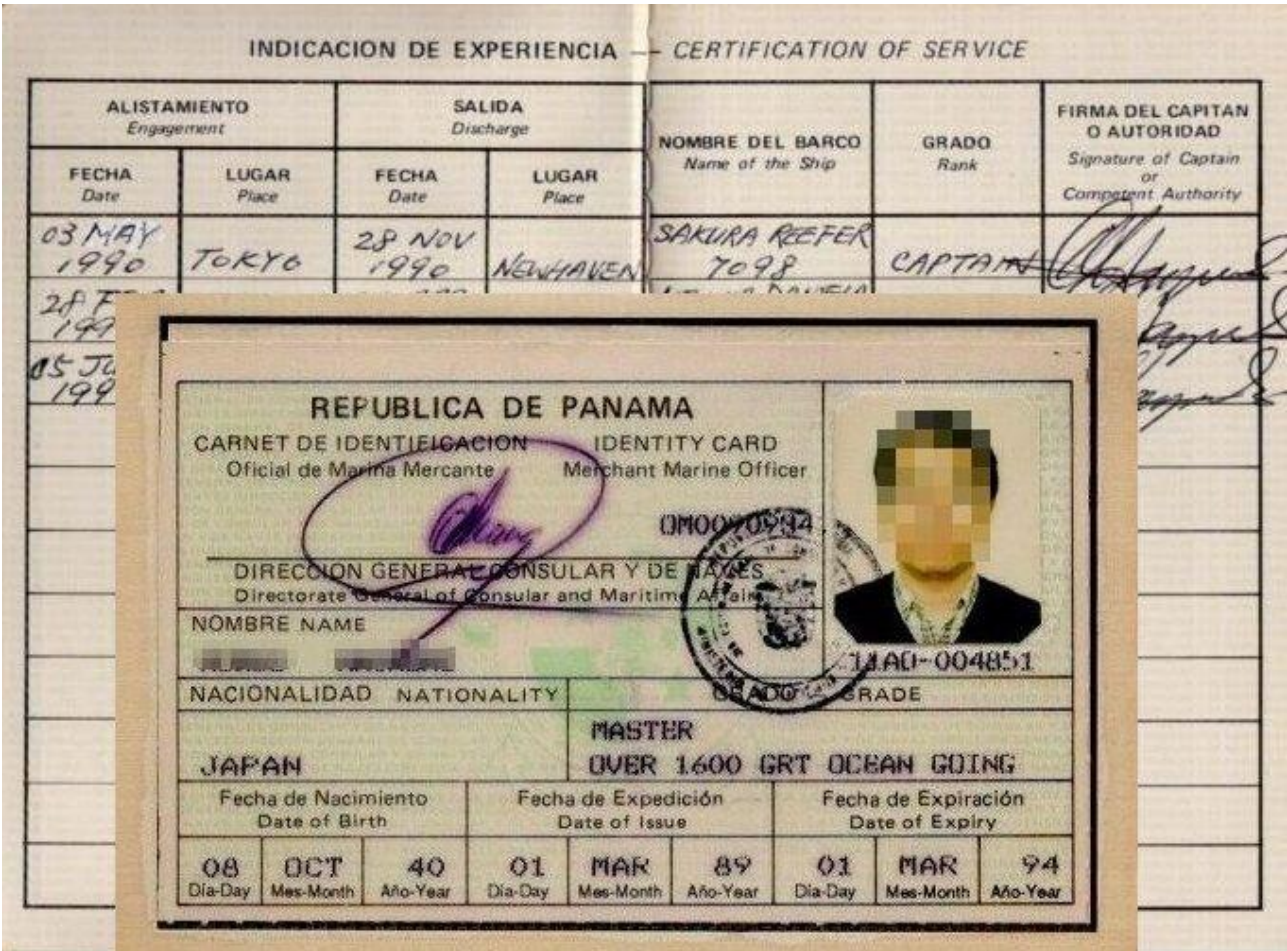 INDICACION DE EXPERIENCIA — CERTIFICATION OF SERVICE
ALISTAMIENTO
Engagement
SALIDA
Discharge
NOMBRE DEL BARCO
Name of the Ship
GRADO
Rank
FIRMA DEL CAPITAN
O AUTORIDAD
Signature of Captain
or
Competent Authority
FECHA
Date
LUGAR
Place
FECHA
Date
LUGAR
Place
03 MAY
1990
TOKYO
28 NOV
1990
NEWHAVEN
SAKURA REEFER
7098
CAPTAIN
28
05
REPUBLICA DE PANAMA
CARNET DE IDENTIFICACION IDENTITY CARD
Oficial de Marina Mercante Merchant Marine Officer
DIRECCION GENERAL CONSULAR Y DE NAVES
Directorate General of Consular and Maritime Affairs
NOMBRE NAME
JJAO-004851
NACIONALIDAD NATIONALITY
GRADO GRADE
MASTER
JAPAN
OVER 1600 GRT OCEAN GOING
Fecha de Nacimiento
Date of Birth
Fecha de Expedición
Date of Issue
Fecha de Expiración
Date of Expiry
08 OCT 40 01 MAR 89 01 MAR 94
Día-Day Mes-Month Año-Year Día-Day Mes-Month Año-Year Día-Day Mes-Month Año-Year